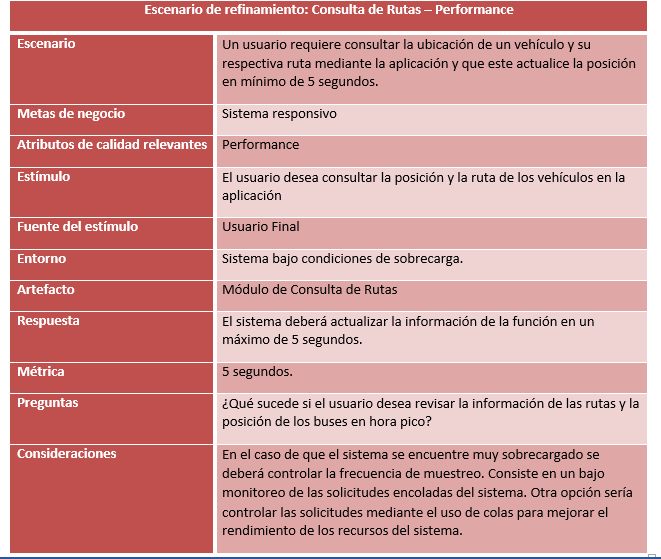 Escenario de refinamiento: Consulta de Rutas – Performance
Escenario
Un usuario requiere consultar la ubicación de un vehículo y su
respectiva ruta mediante la aplicación y que este actualice la posición
en mínimo de 5 segundos.
Metas de negocio
Sistema responsivo
Atributos de calidad relevantes
Performance
Estímulo
El usuario desea consultar la posición y la ruta de los vehículos en la
aplicación
Fuente del estímulo
Usuario Final
Entorno
Sistema bajo condiciones de sobrecarga.
Artefacto
Módulo de Consulta de Rutas
Respuesta
El sistema deberá actualizar la información de la función en un
máximo de 5 segundos.
Métrica
5 segundos.
Preguntas
¿Qué sucede si el usuario desea revisar la información de las rutas y la
posición de los buses en hora pico?
Consideraciones
En el caso de que el sistema se encuentre muy sobrecargado se
deberá controlar la frecuencia de muestreo. Consiste en un bajo
monitoreo de las solicitudes encoladas del sistema. Otra opción sería
controlar las solicitudes mediante el uso de colas para mejorar el
rendimiento de los recursos del sistema.